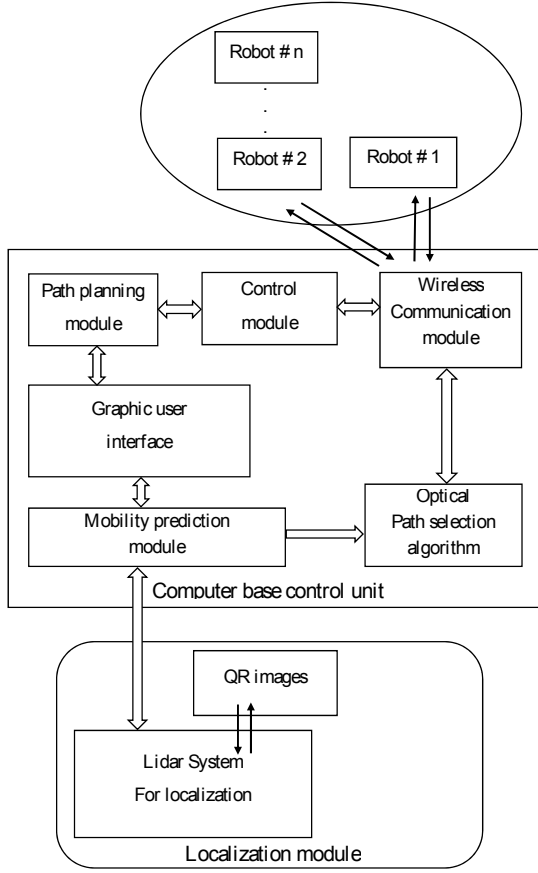 Robot # n
Robot # 2
Robot # 1
Path planning
module
Control
module
Wireless
Communication
module
Graphic user
interface
Mobility prediction
module
Optical
Path selection
algorithm
Computer base control unit
QR images
Lidar System
For localization
Localization module